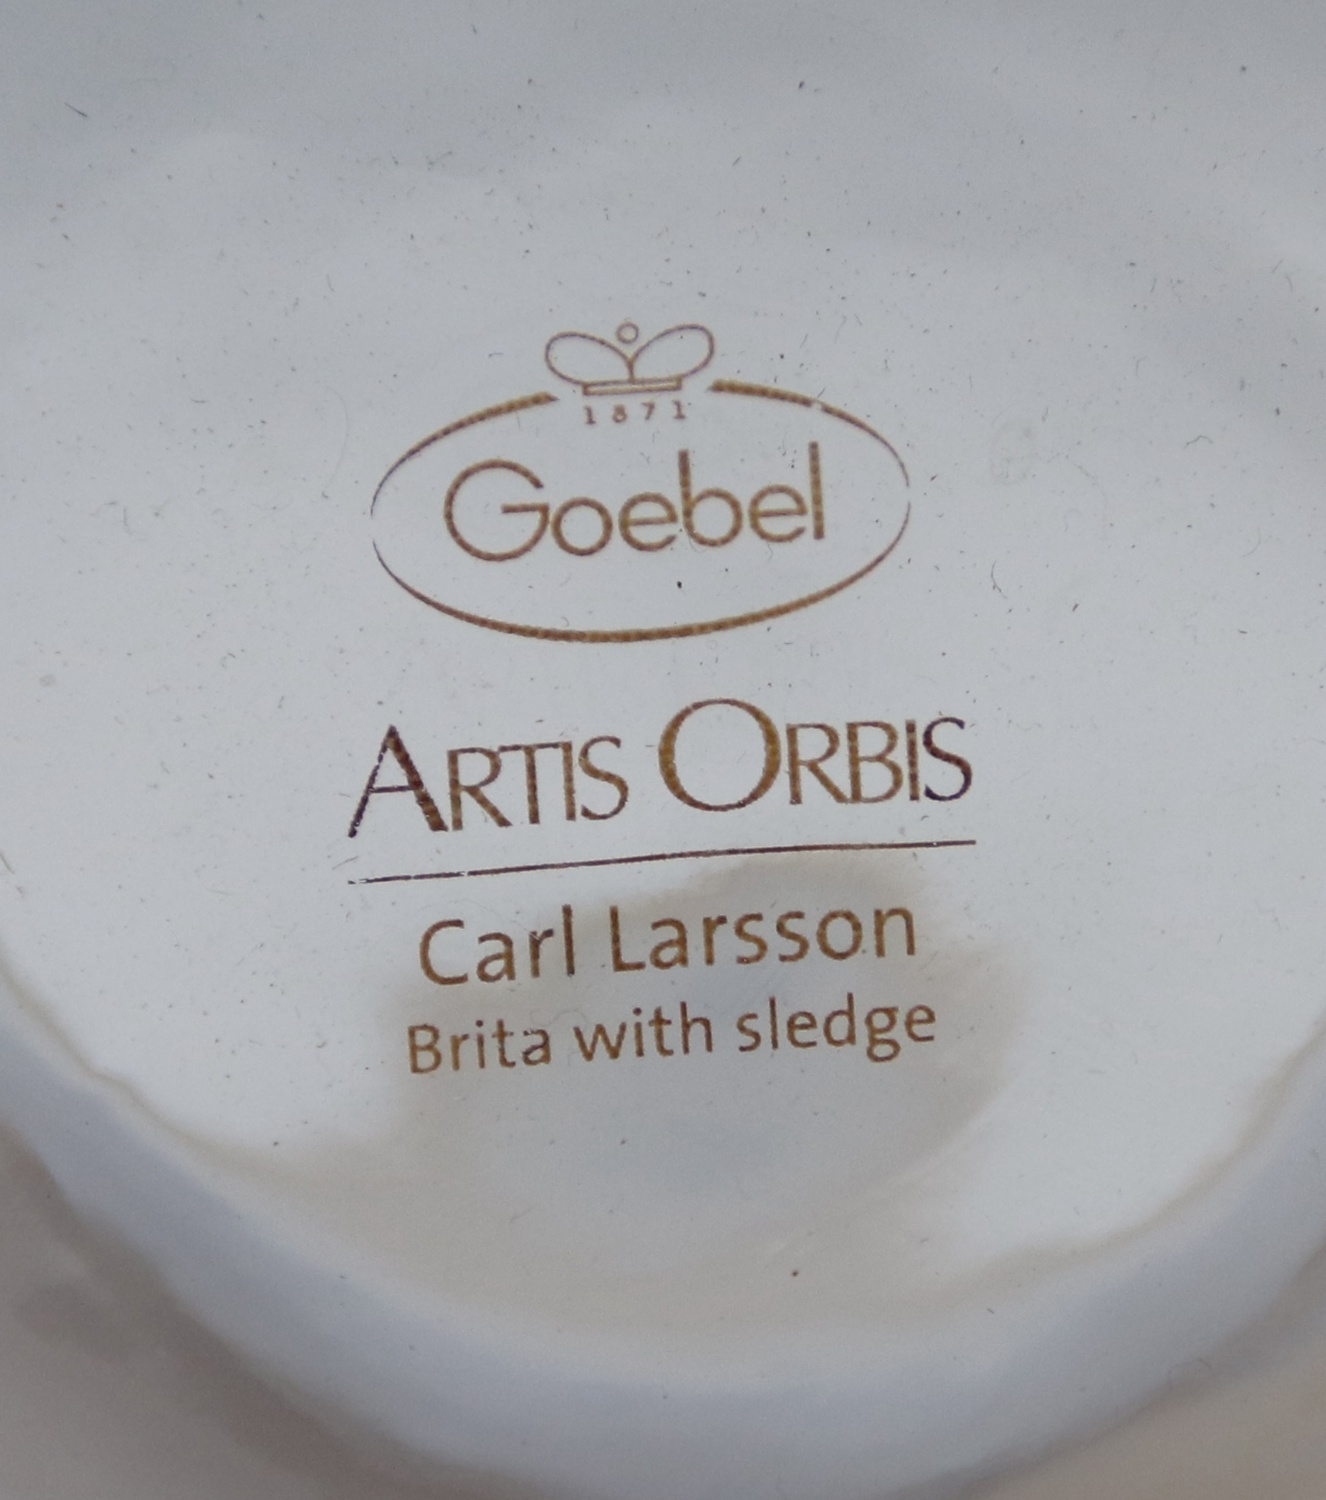 1871
Goebel
ARTIS ORBIS
Carl Larsson
Brita with sledge